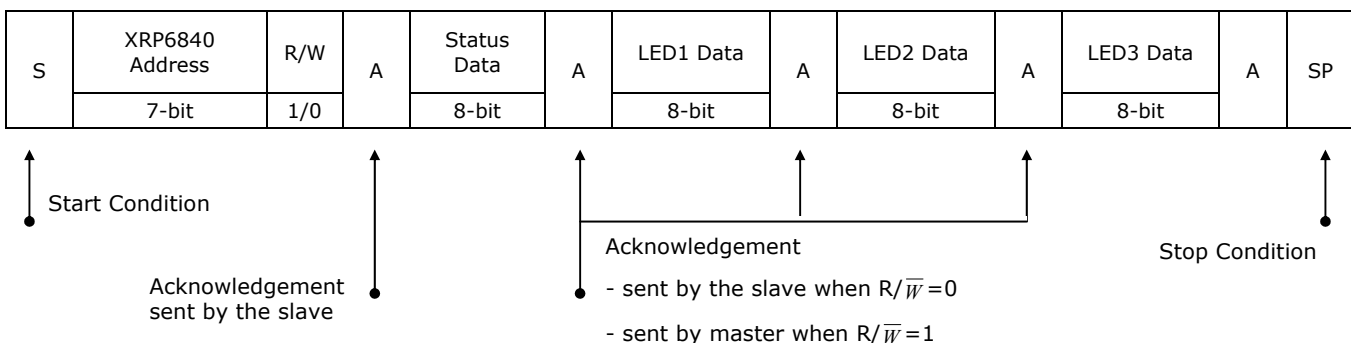 S
XRP6840
Address
7-bit
R/W
1/0
A
Status
Data
8-bit
A
LED1 Data
8-bit
A
LED2 Data
8-bit
A
LED3 Data
8-bit
A
SP
Start Condition
Acknowledgement
sent by the slave
Acknowledgement
- sent by the slave when R/W̅=0
- sent by master when R/W̅=1
Stop Condition